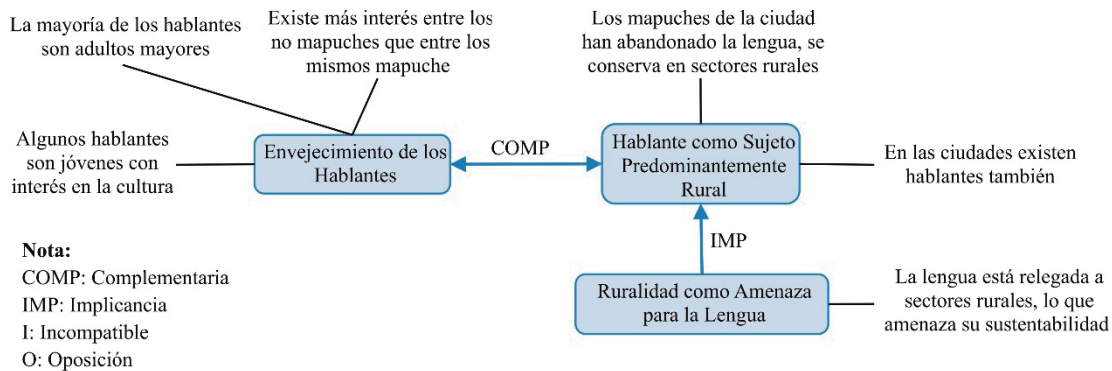 La mayoría de los hablantes
son adultos mayores
Existe más interés entre los
no mapuches que entre los
mismos mapuche
Los mapuches de la ciudad
han abandonado la lengua, se
conserva en sectores rurales
Algunos hablantes
son jóvenes con
interés en la cultura
Envejecimiento de los
Hablantes
COMP
Hablante como Sujeto
Predominantemente
Rural
En las ciudades existen
hablantes también
IMP
Ruralidad como Amenaza
para la Lengua
La lengua está relegada a
sectores rurales, lo que
amenaza su sustentabilidad
Nota:
COMP: Complementaria
IMP: Implicancia
I: Incompatible
O: Oposición